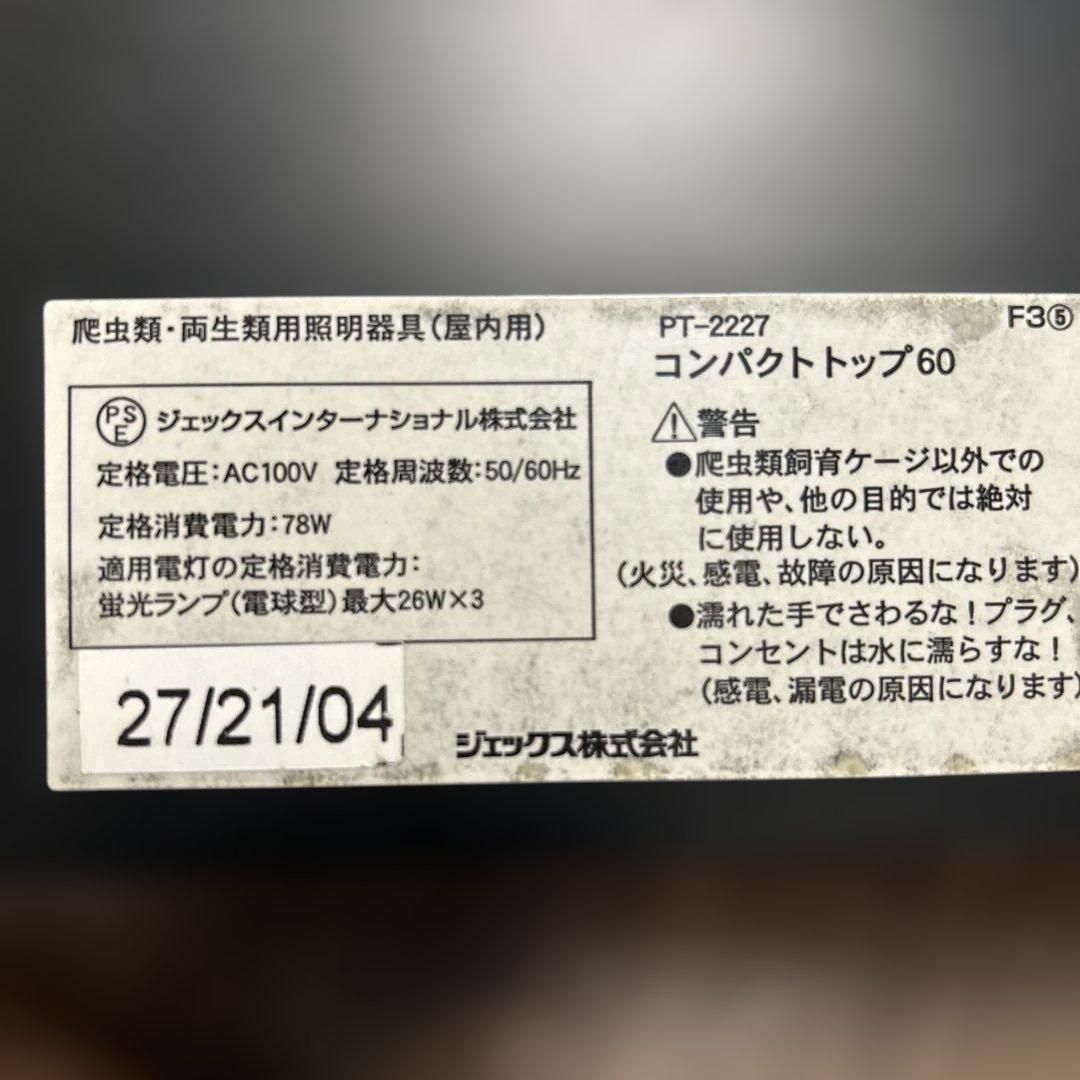 爬虫類・両生類用照明器具(屋内用)
PSE ジェックスインターナショナル株式会社
定格電圧:AC100V 定格周波数:50/60Hz
定格消費電力:78W
適用電灯の定格消費電力:
蛍光ランプ(電球型)最大26W×3
27/21/04
ジェックス株式会社
PT-2227
F3⑤
コンパクトトップ60
⚠警告
●爬虫類飼育ケージ以外での
使用や、他の目的では絶対
に使用しない。
(火災、感電、故障の原因になります)
●濡れた手でさわるな!プラグ、
コンセントは水に濡らすな!
(感電、漏電の原因になります)